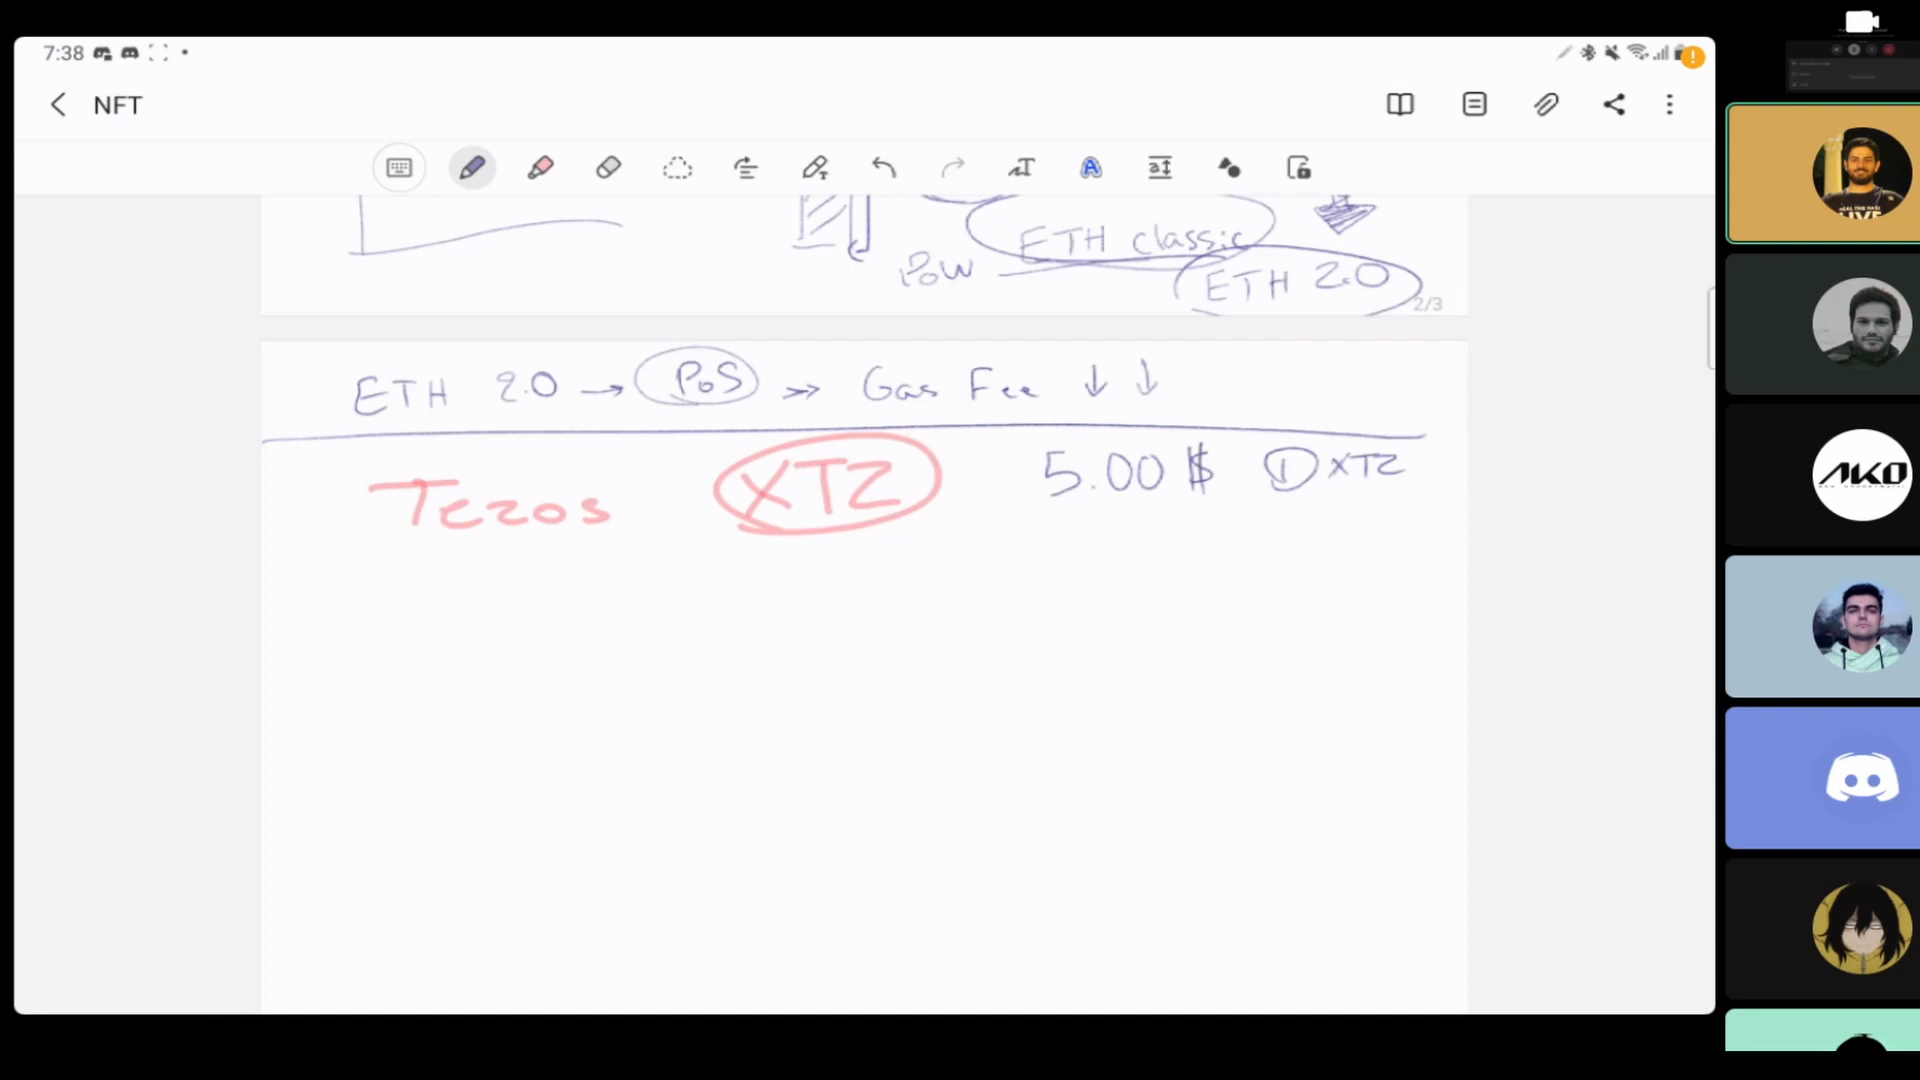 7:38
NFT
ETH classic
PoW
ETH 2.0
2/3
ETH 2.0 → PoS >> Gas Fee ↓ ↓
Tezos XTZ 5.00 $ 1 XTZ
AKO